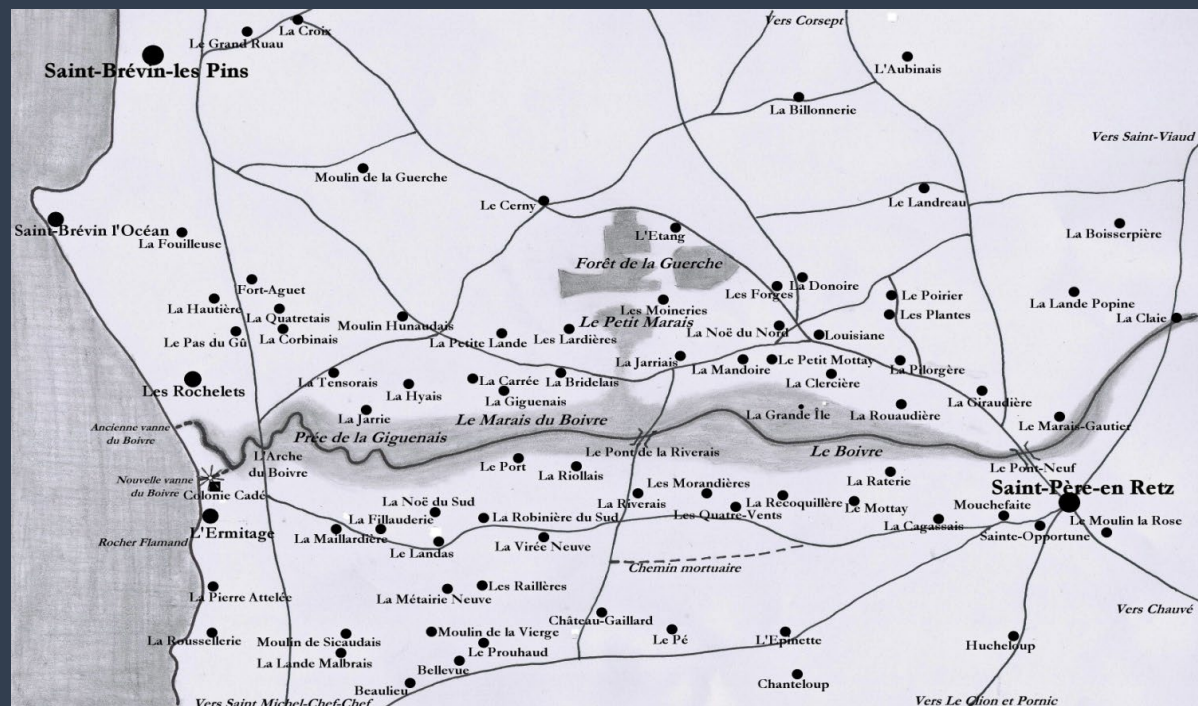 Vers Corsept
La Croix
Le Grand Ruau
Saint-Brévin-les Pins
L'Aubinais
La Billonnerie
Vers Saint-Viaud
Moulin de la Guerche
Le Cerny
Le Landreau
Saint-Brévin l'Océan
La Fouilleuse
L'Etang
La Boisserpière
Forêt de la Guerche
Fort-Aguet
La Donoire
Les Forges
La Hautière
La Quatretais
Les Moineries
Le Poirier
La Lande Popine
Les Plantes
La Claie
Moulin Hunaudais
Le Petit Marais
Le Pas du Gû
La Corbinais
La Petite Lande
Les Lardières
La Noë du Nord
Louisiane
La Jarriais
La Mandoire
Le Petit Mottay
La Pilorgère
Les Rochelets
La Tensorais
La Hyais
La Carrée
La Bridelais
La Clercière
La Giguenais
La Giraudière
La Jarrie
Le Marais du Boivre
La Grande Île
La Rouaudière
Ancienne vanne
du Boivre
Prée de la Giguenais
Le Marais-Gautier
L'Arche
du Boivre
Le Pont de la Riverais
Le Boivre
Le Port
La Riollais
Le Pont-Neuf
Nouvelle vanne
du Boivre
Colonie Cadé
La Raterie
Saint-Père-en Retz
La Noë du Sud
La Riverais
Les Morandières
La Recoquillère
Les Quatre-Vents
Le Mottay
Mouchefaite
La Fillauderie
La Robinière du Sud
La Cagassais
Le Moulin la Rose
L'Ermitage
La Maillardière
Sainte-Opportune
Rocher Flamand
Le Landas
La Virée Neuve
Chemin mortuaire
La Pierre Attelée
La Métairie Neuve
Les Raillères
Vers Chauvé
Château-Gaillard
La Roussellerie
Moulin de Sicaudais
Moulin de la Vierge
Le Pé
L'Epinette
Hucheloup
Le Prouhaud
La Lande Malbrais
Bellevue
Beaulieu
Chanteloup
Vers Saint Michel-Chef-Chef
Vers Le Clion et Pornic